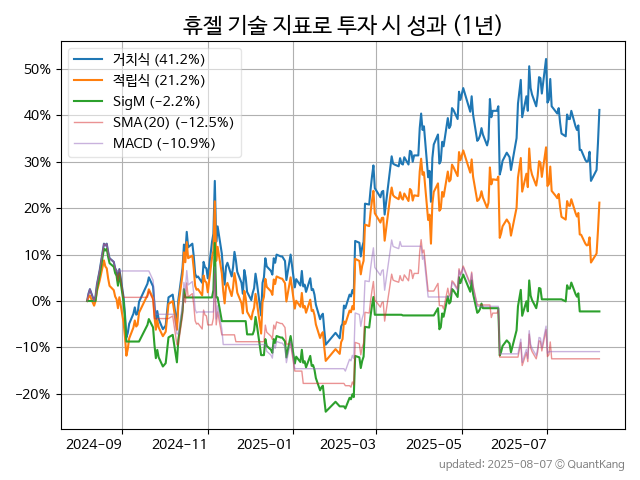 휴젤 기술 지표로 투자 시 성과 (1년)
거치식 (41.2%)
적립식 (21.2%)
SigM (−2.2%)
SMA(20) (−12.5%)
MACD (−10.9%)
50%
40%
30%
20%
10%
0%
−10%
−20%
2024-09 2024-11 2025-01 2025-03 2025-05 2025-07
updated: 2025-08-07 © QuantKang